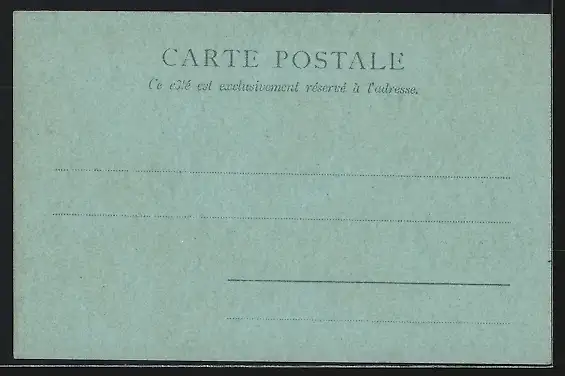 CARTE POSTALE
Ce côté est exclusivement réservé à l'adresse.